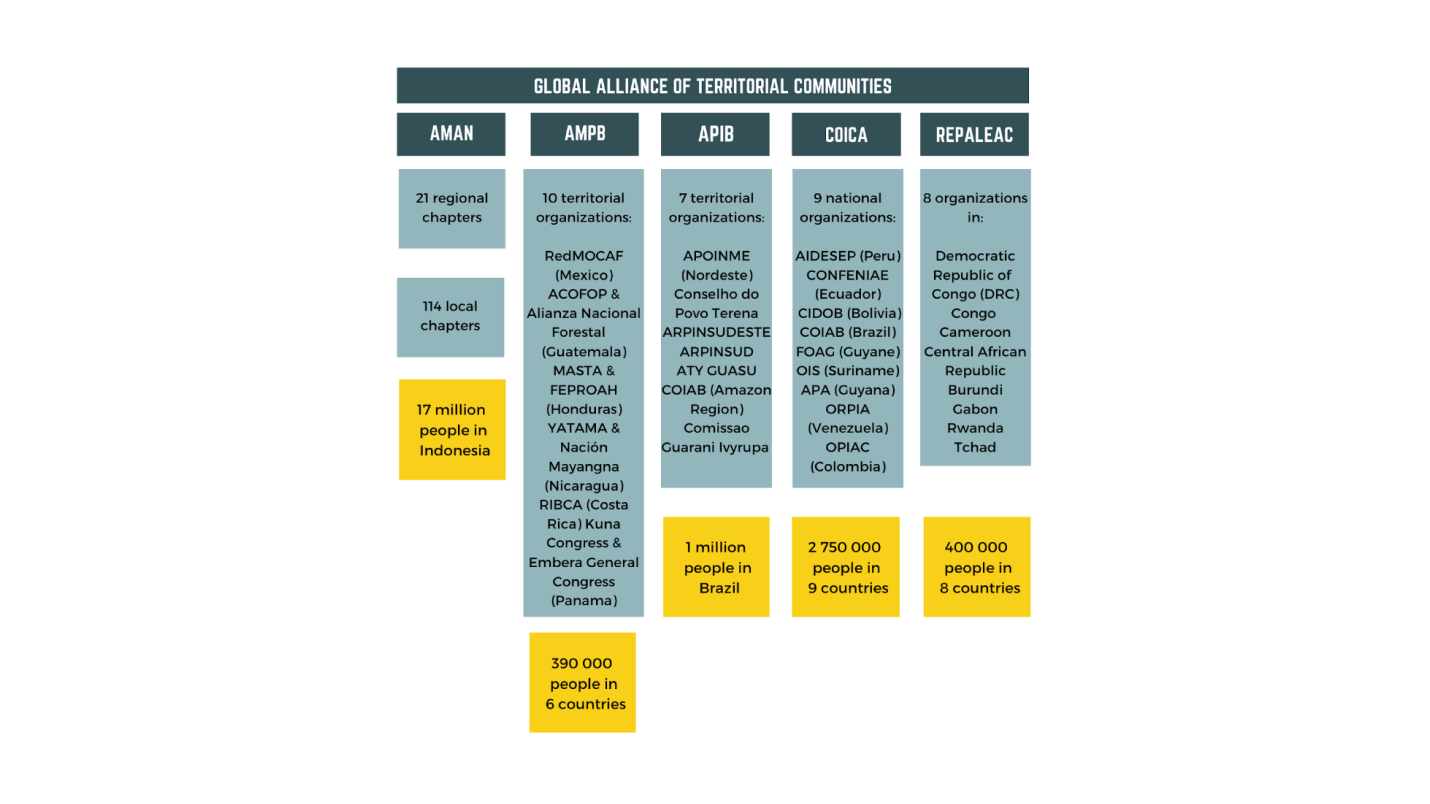 GLOBAL ALLIANCE OF TERRITORIAL COMMUNITIES
AMAN
21 regional
chapters
114 local
chapters
17 million
people in
Indonesia
AMPB
10 territorial
organizations:
RedMOCAF
(Mexico)
ACOFOP &
Alianza Nacional
Forestal
(Guatemala)
MASTA &
FEPROAH
(Honduras)
YATAMA &
Nación
Mayangna
(Nicaragua)
RIBCA (Costa
Rica) Kuna
Congress &
Embera General
Congress
(Panama)
390 000
people in
6 countries
APIB
7 territorial
organizations:
APOINME
(Nordeste)
Conselho do
Povo Terena
ARPINSUDESTE
ARPINSUD
ATY GUASU
COIAB (Amazon
Region)
Comissao
Guarani Ivyrupa
1 million
people in
Brazil
COICA
9 national
organizations:
AIDESEP (Peru)
CONFENIAE
(Ecuador)
CIDOB (Bolivia)
COIAB (Brazil)
FOAG (Guyane)
OIS (Suriname)
APA (Guyana)
ORPIA
(Venezuela)
OPIAC
(Colombia)
2 750 000
people in
9 countries
REPALEAC
8 organizations
in:
Democratic
Republic of
Congo (DRC)
Congo
Cameroon
Central African
Republic
Burundi
Gabon
Rwanda
Tchad
400 000
people in
8 countries